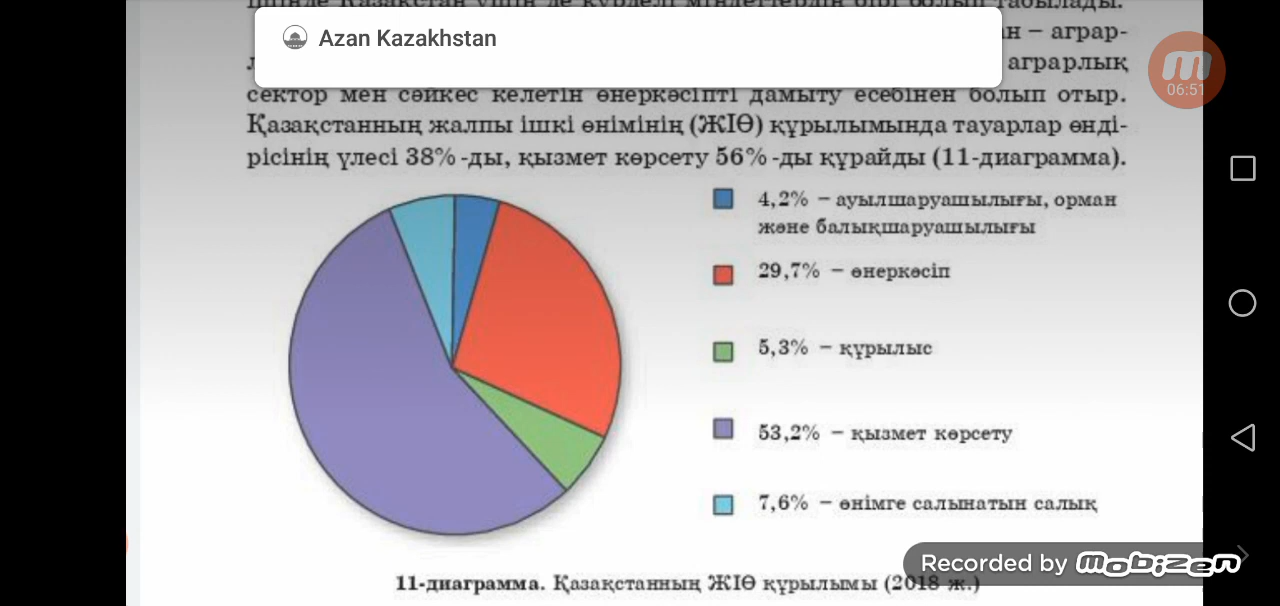 Azan Kazakhstan
н – аграр-
аграрлық
06:51
сектор мен сәйкес келетін өнеркәсіпті дамыту есебінен болып отыр.
Қазақстанның жалпы ішкі өнімінің (ЖІӨ) құрылымында тауарлар өнді-
рісінің үлесі 38% -ды, қызмет көрсету 56% -ды құрайды (11-диаграмма).
4,2% – ауылшаруашылығы, орман
және балықшаруашылығы
29,7% – өнеркәсіп
5,3% – құрылыс
53,2% – қызмет көрсету
7,6% – өнімге салынатын салық
Recorded by mobizen
11-диаграмма. Қазақстанның ЖІӨ құрылымы (2018 ж.)